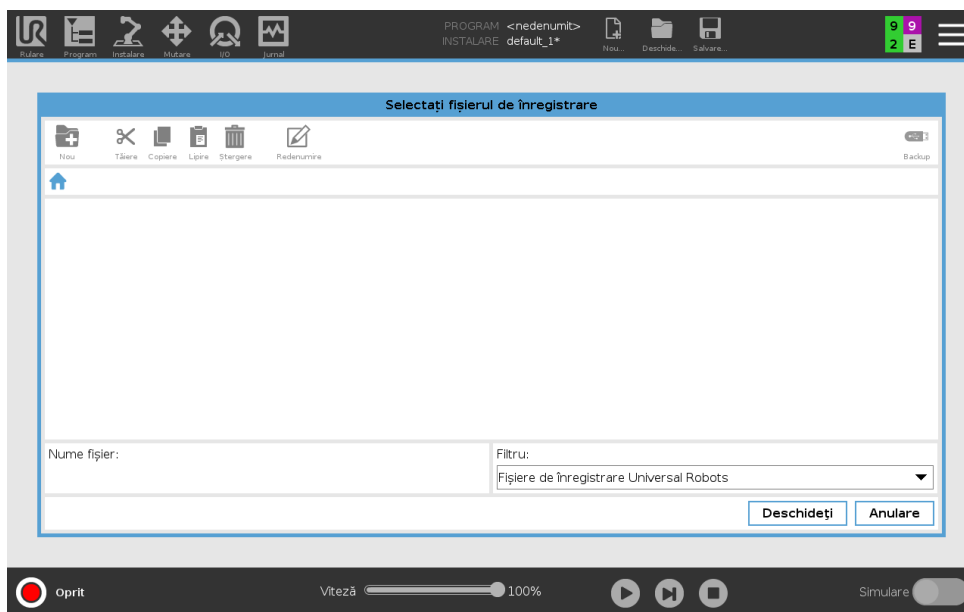 PROGRAM <nedenumit>
INSTALARE default_1*
Rulare Program Instalare Mutare I/O Jurnal Nou... Deschide... Salvare...
9 9
2 E
Selectați fișierul de înregistrare
Nou Tăiere Copiere Lipire Ștergere Redenumire Backup
Nume fișier: Filtru:
Fișiere de înregistrare Universal Robots
Deschideți Anulare
Oprit Viteză 100% Simulare